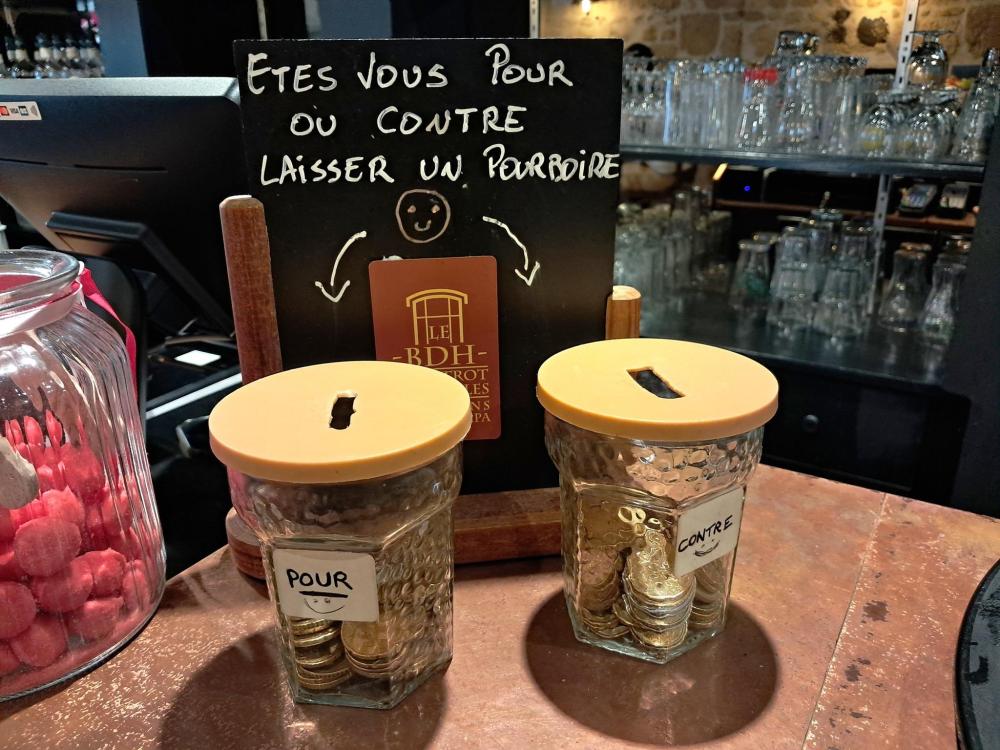 ETES VOUS POUR
OU CONTRE
LAISSER UN POURBOIRE
LE
-BDH-
POUR
CONTRE